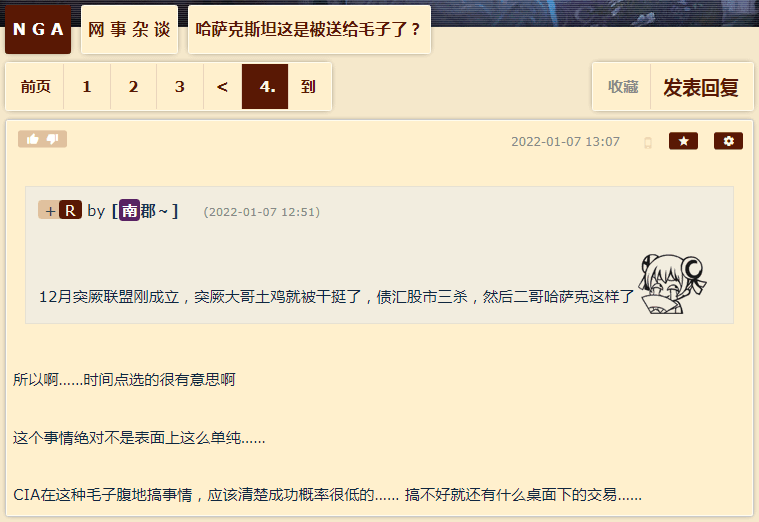 NGA 网事杂谈 哈萨克斯坦这是被送给毛子了？
前页 1 2 3 < 4. 到 收藏 发表回复
2022-01-07 13:07
+ R by [南郡~] (2022-01-07 12:51)
12月突厥联盟刚成立，突厥大哥土鸡就被干挺了，债汇股市三杀，然后二哥哈萨克这样了
所以啊……时间点选的很有意思啊
这个事情绝对不是表面上这么单纯……
CIA在这种毛子腹地搞事情，应该清楚成功概率很低的…… 搞不好就还有什么桌面下的交易……